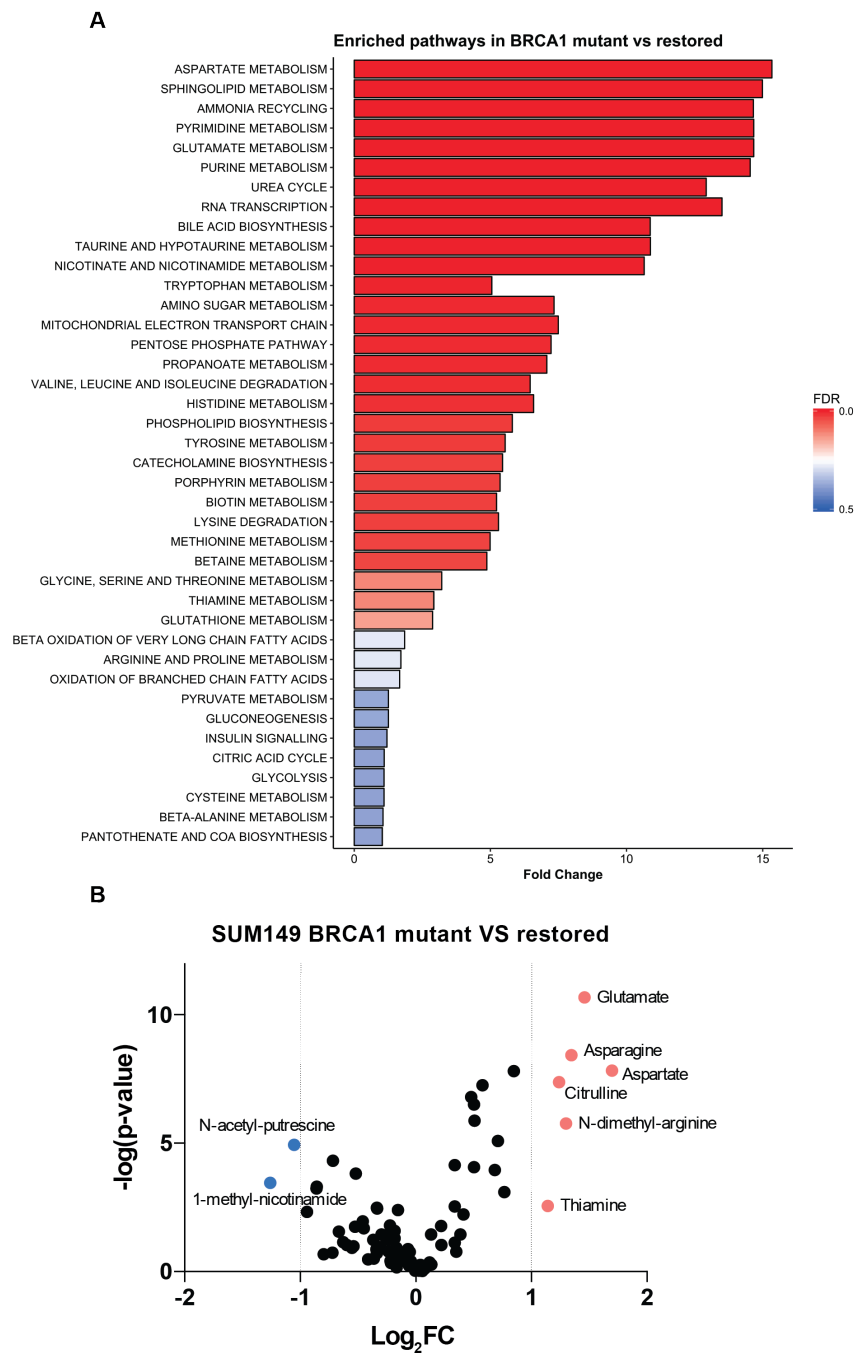 A
Enriched pathways in BRCA1 mutant vs restored
ASPARTATE METABOLISM
SPHINGOLIPID METABOLISM
AMMONIA RECYCLING
PYRIMIDINE METABOLISM
GLUTAMATE METABOLISM
PURINE METABOLISM
UREA CYCLE
RNA TRANSCRIPTION
BILE ACID BIOSYNTHESIS
TAURINE AND HYPOTAURINE METABOLISM
NICOTINATE AND NICOTINAMIDE METABOLISM
TRYPTOPHAN METABOLISM
AMINO SUGAR METABOLISM
MITOCHONDRIAL ELECTRON TRANSPORT CHAIN
PENTOSE PHOSPHATE PATHWAY
PROPANOATE METABOLISM
VALINE, LEUCINE AND ISOLEUCINE DEGRADATION
HISTIDINE METABOLISM
PHOSPHOLIPID BIOSYNTHESIS
TYROSINE METABOLISM
CATECHOLAMINE BIOSYNTHESIS
PORPHYRIN METABOLISM
BIOTIN METABOLISM
LYSINE DEGRADATION
METHIONINE METABOLISM
BETAINE METABOLISM
GLYCINE, SERINE AND THREONINE METABOLISM
THIAMINE METABOLISM
GLUTATHIONE METABOLISM
BETA OXIDATION OF VERY LONG CHAIN FATTY ACIDS
ARGININE AND PROLINE METABOLISM
OXIDATION OF BRANCHED CHAIN FATTY ACIDS
PYRUVATE METABOLISM
GLUCONEOGENESIS
INSULIN SIGNALLING
CITRIC ACID CYCLE
GLYCOLYSIS
CYSTEINE METABOLISM
BETA-ALANINE METABOLISM
PANTOTHENATE AND COA BIOSYNTHESIS
0 5 10 15
Fold Change
FDR
0.0
0.5
B
SUM149 BRCA1 mutant VS restored
-log(p-value)
10
5
0
Glutamate
Asparagine
Aspartate
Citrulline
N-dimethyl-arginine
N-acetyl-putrescine
1-methyl-nicotinamide
Thiamine
-2 -1 0 1 2
Log₂FC